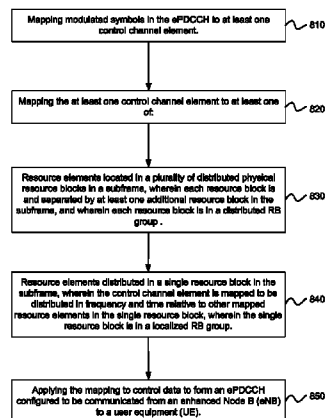 Mapping modulated symbols in the ePDCCH to at least one
control channel element.
810
Mapping the at least one control channel element to at least one
of:
820
Resource elements located in a plurality of distributed physical
resource blocks in a subframe, wherein each resource block is
and separated by at least one additional resource block in the
subframe, and wherein each resource block is in a distributed RB
group .
830
Resource elements distributed in a single resource block in the
subframe, wherein the control channel element is mapped to be
distributed in frequency and time relative to other mapped
resource elements in the single resource block, wherein the single
resource block is in a localized RB group.
840
Applying the mapping to control data to form an ePDCCH
configured to be communicated from an enhanced Node B (eNB)
to a user equipment (UE).
850